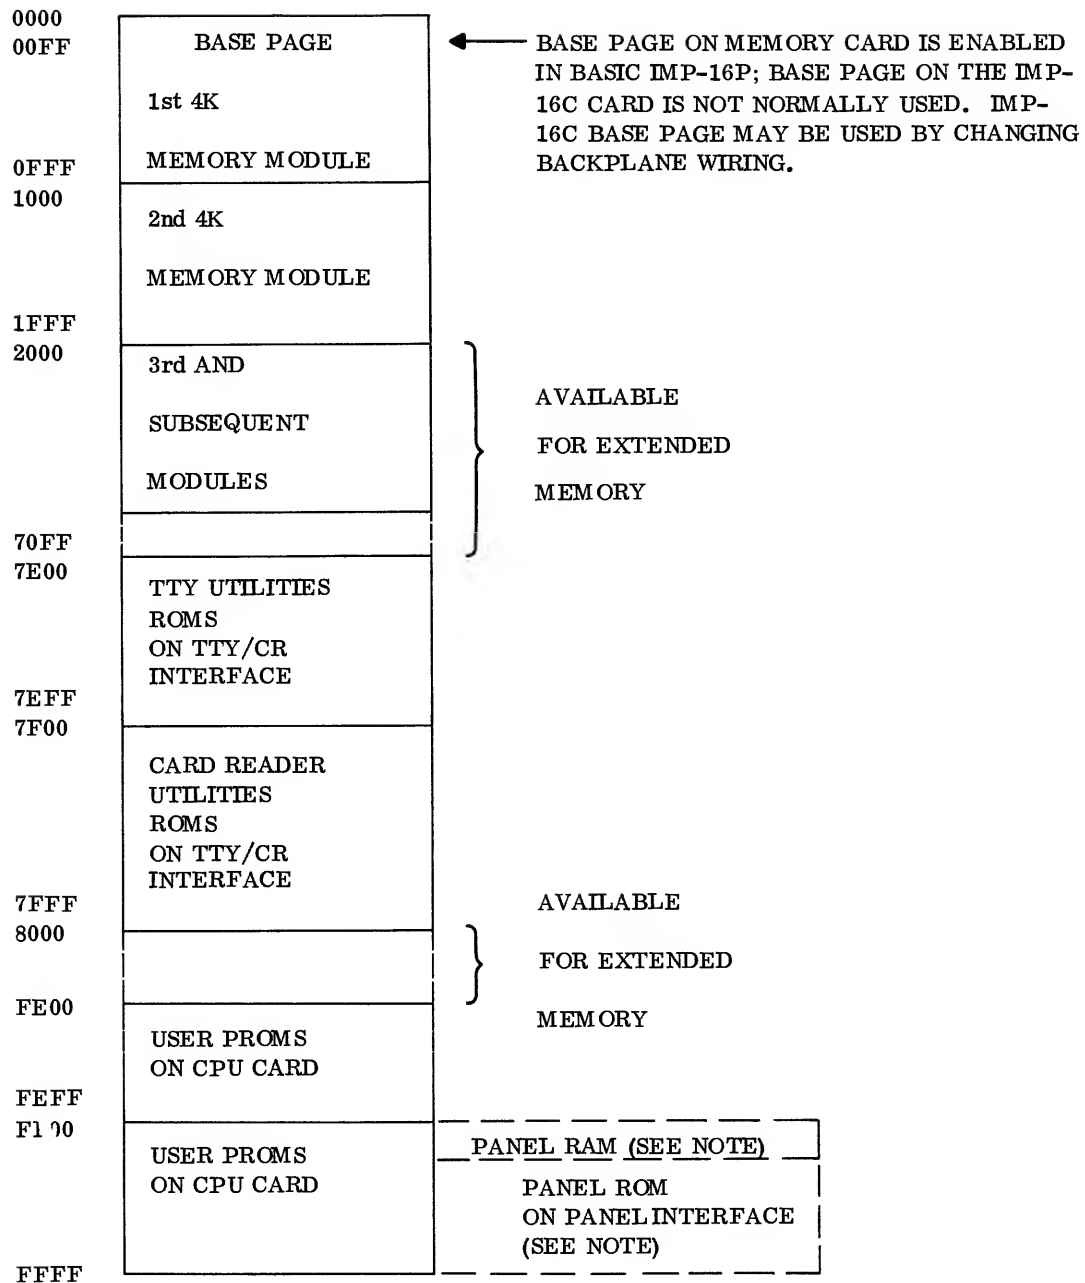 0000
00FF
BASE PAGE
1st 4K
MEMORY MODULE
0FFF
BASE PAGE ON MEMORY CARD IS ENABLED
IN BASIC IMP-16P; BASE PAGE ON THE IMP-
16C CARD IS NOT NORMALLY USED. IMP-
16C BASE PAGE MAY BE USED BY CHANGING
BACKPLANE WIRING.
1000
2nd 4K
MEMORY MODULE
1FFF
2000
3rd AND
SUBSEQUENT
MODULES
AVAILABLE
FOR EXTENDED
MEMORY
70FF
7E00
TTY UTILITIES
ROMS
ON TTY/CR
INTERFACE
7EFF
7F00
CARD READER
UTILITIES
ROMS
ON TTY/CR
INTERFACE
7FFF
8000
AVAILABLE
FOR EXTENDED
MEMORY
FE00
USER PROMS
ON CPU CARD
FEFF
USER PROMS
ON CPU CARD
PANEL RAM (SEE NOTE)
PANEL ROM
ON PANEL INTERFACE
(SEE NOTE)
FFFF